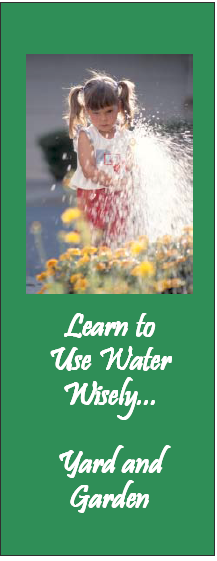 Learn to
Use Water
Wisely...
Yard and
Garden